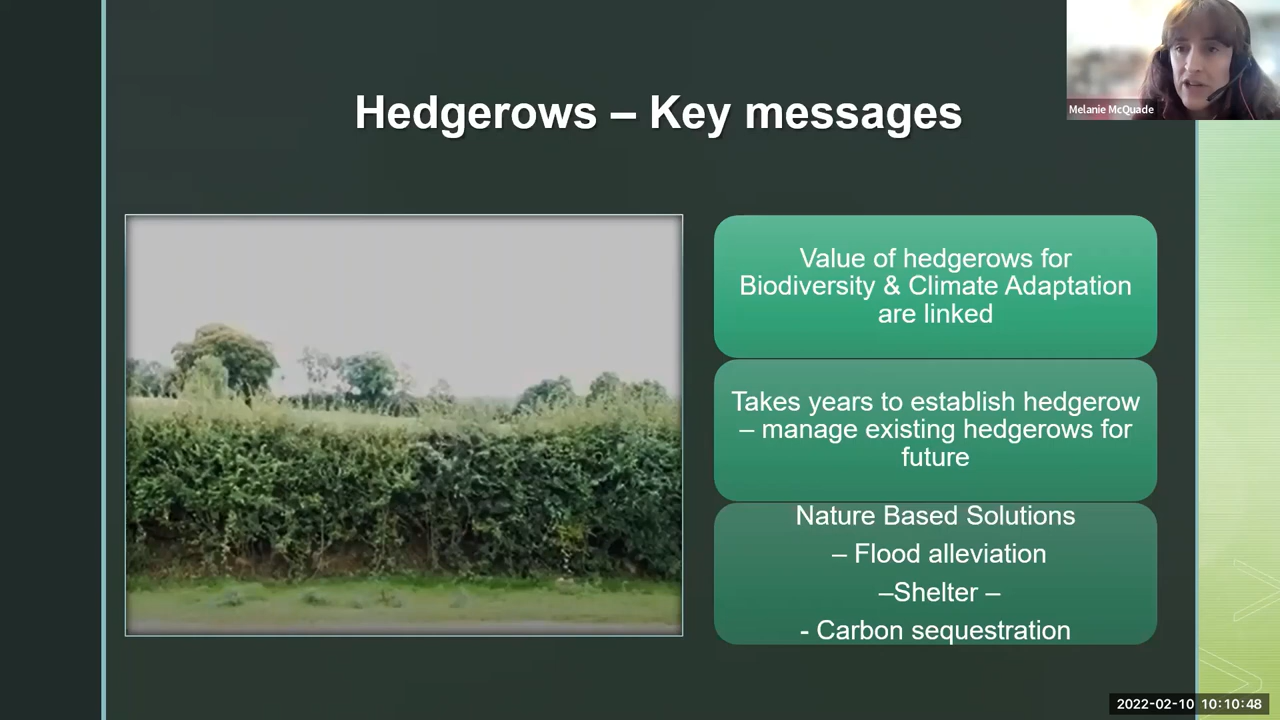 Melanie McQuade
Hedgerows – Key messages
Value of hedgerows for
Biodiversity & Climate Adaptation
are linked
Takes years to establish hedgerow
– manage existing hedgerows for
future
Nature Based Solutions
– Flood alleviation
–Shelter –
- Carbon sequestration
2022-02-10 10:10:48